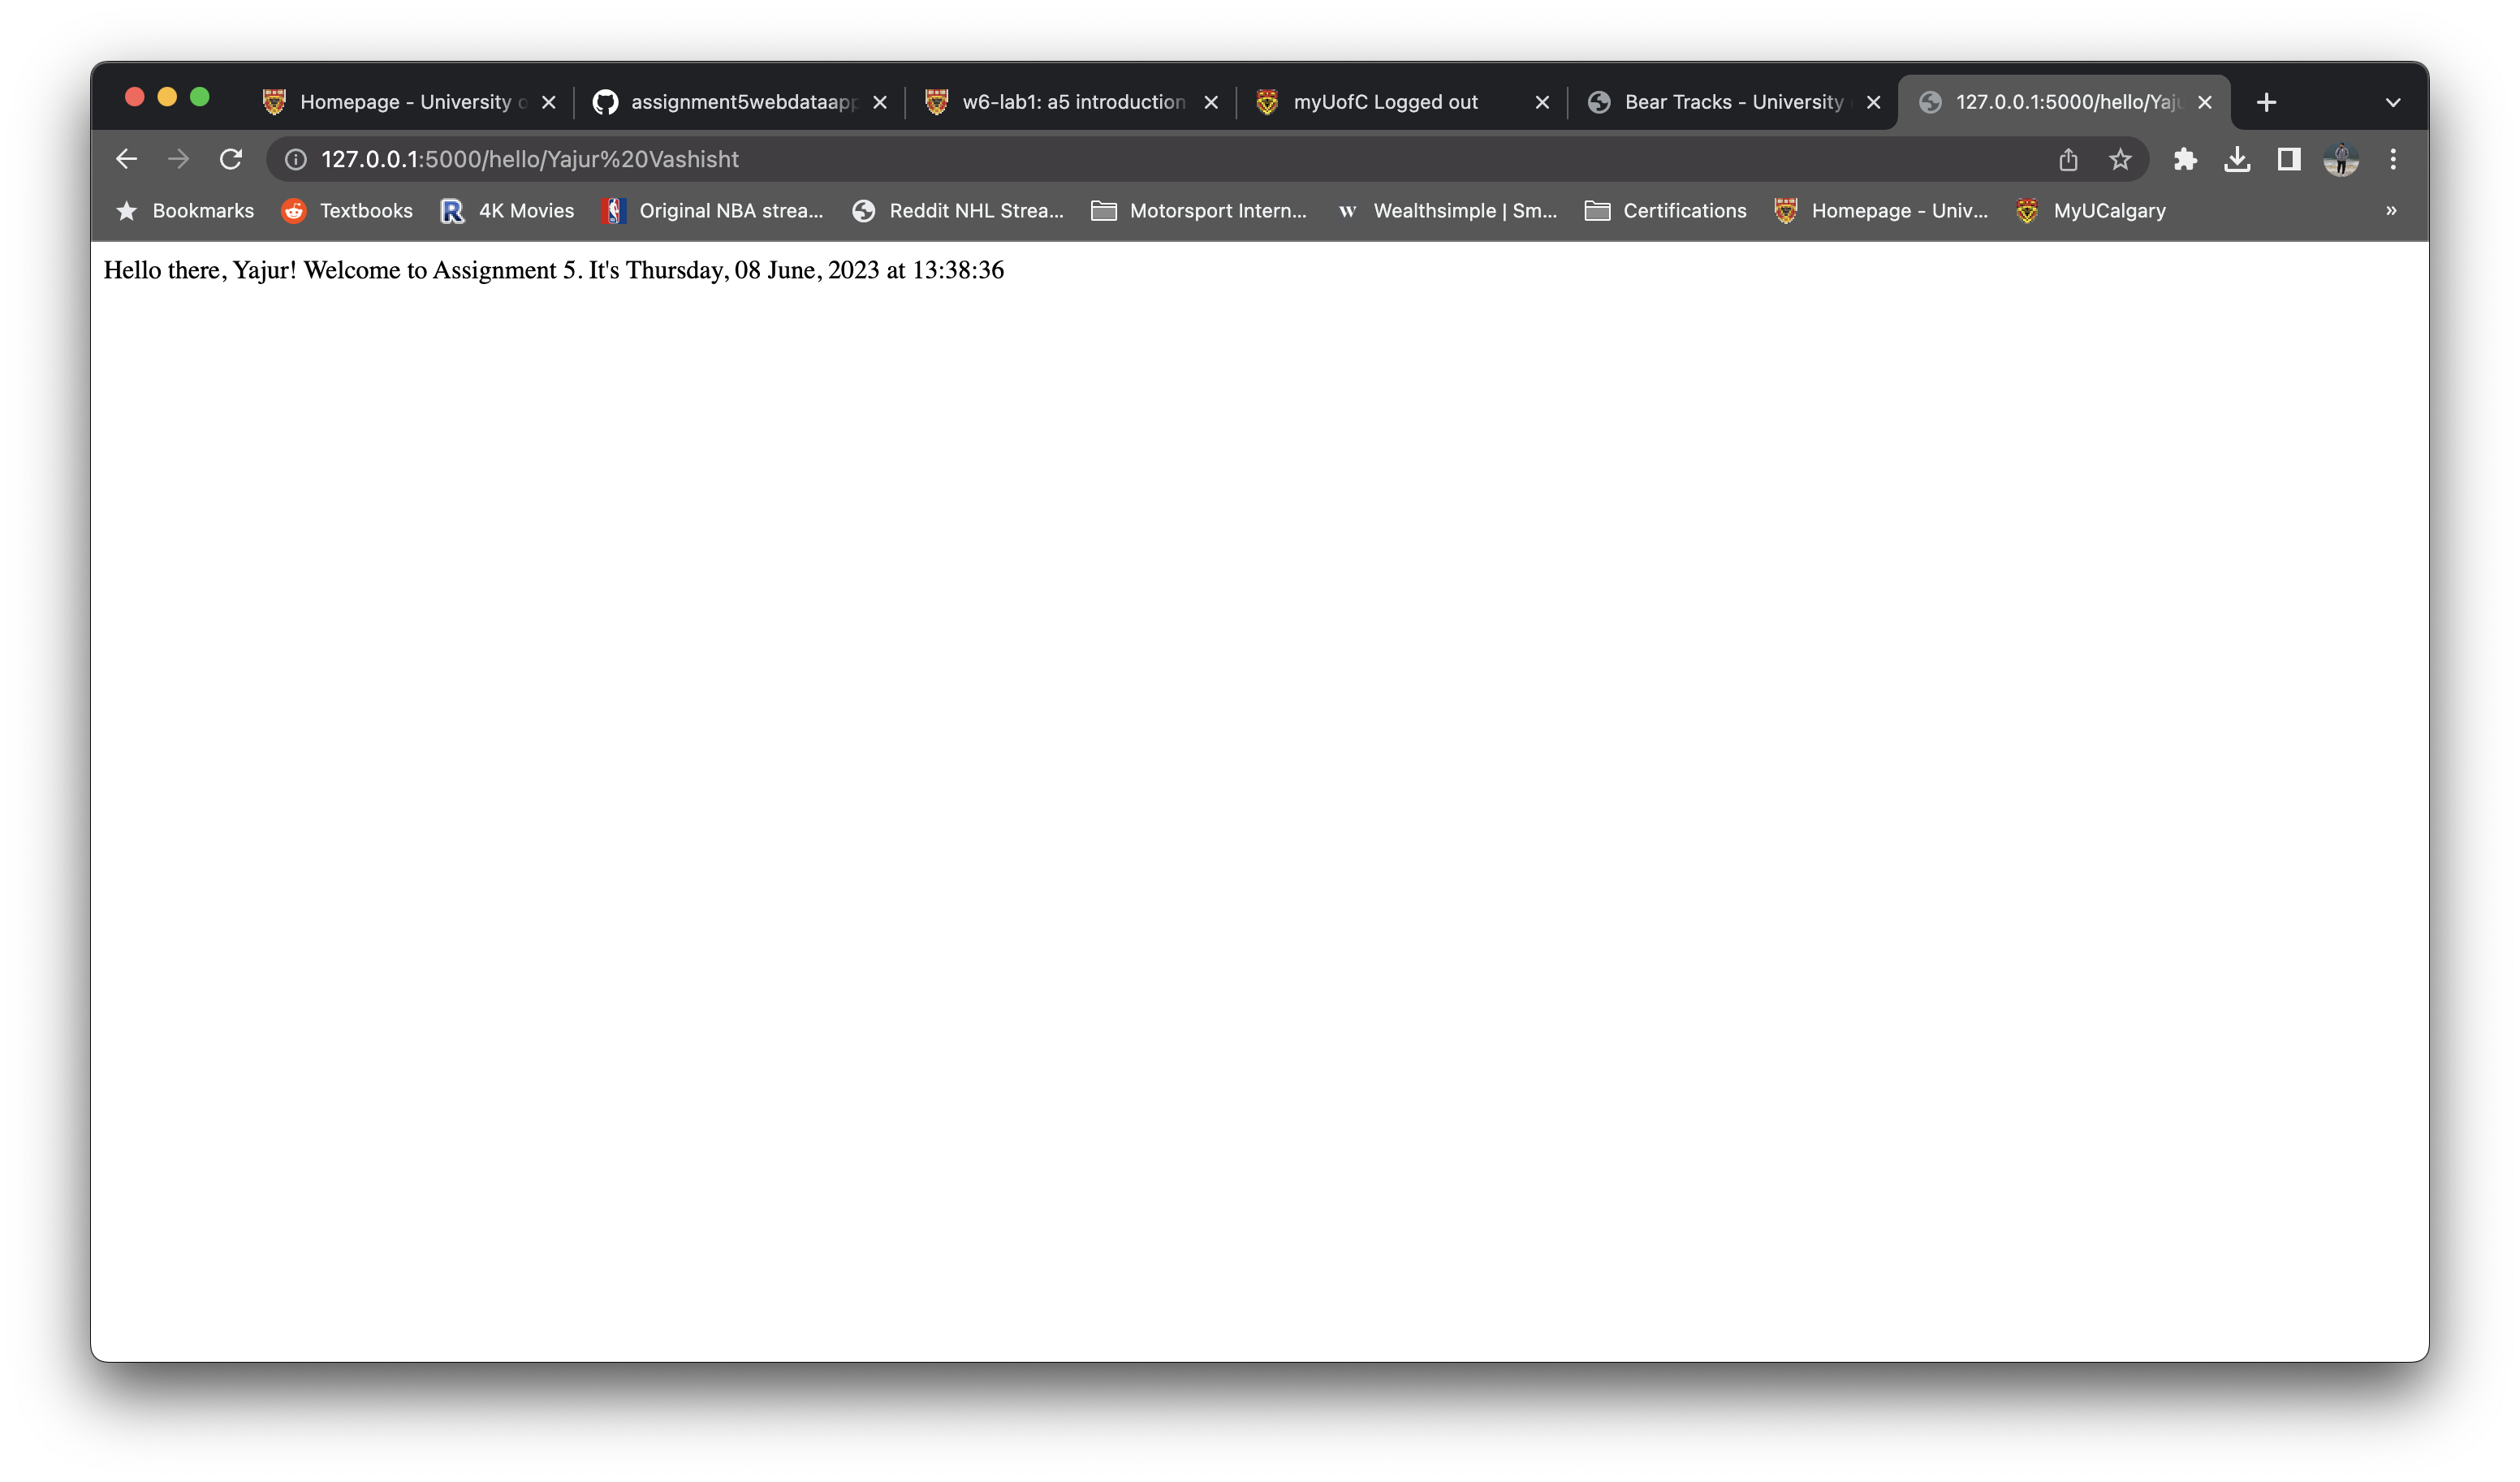 Homepage - University o
assignment5webdataapp
w6-lab1: a5 introduction
myUofC Logged out
Bear Tracks - University
127.0.0.1:5000/hello/Yaju
127.0.0.1:5000/hello/Yajur%20Vashisht
Bookmarks
Textbooks
4K Movies
Original NBA strea...
Reddit NHL Strea...
Motorsport Intern...
Wealthsimple | Sm...
Certifications
Homepage - Univ...
MyUCalgary
»
Hello there, Yajur! Welcome to Assignment 5. It's Thursday, 08 June, 2023 at 13:38:36